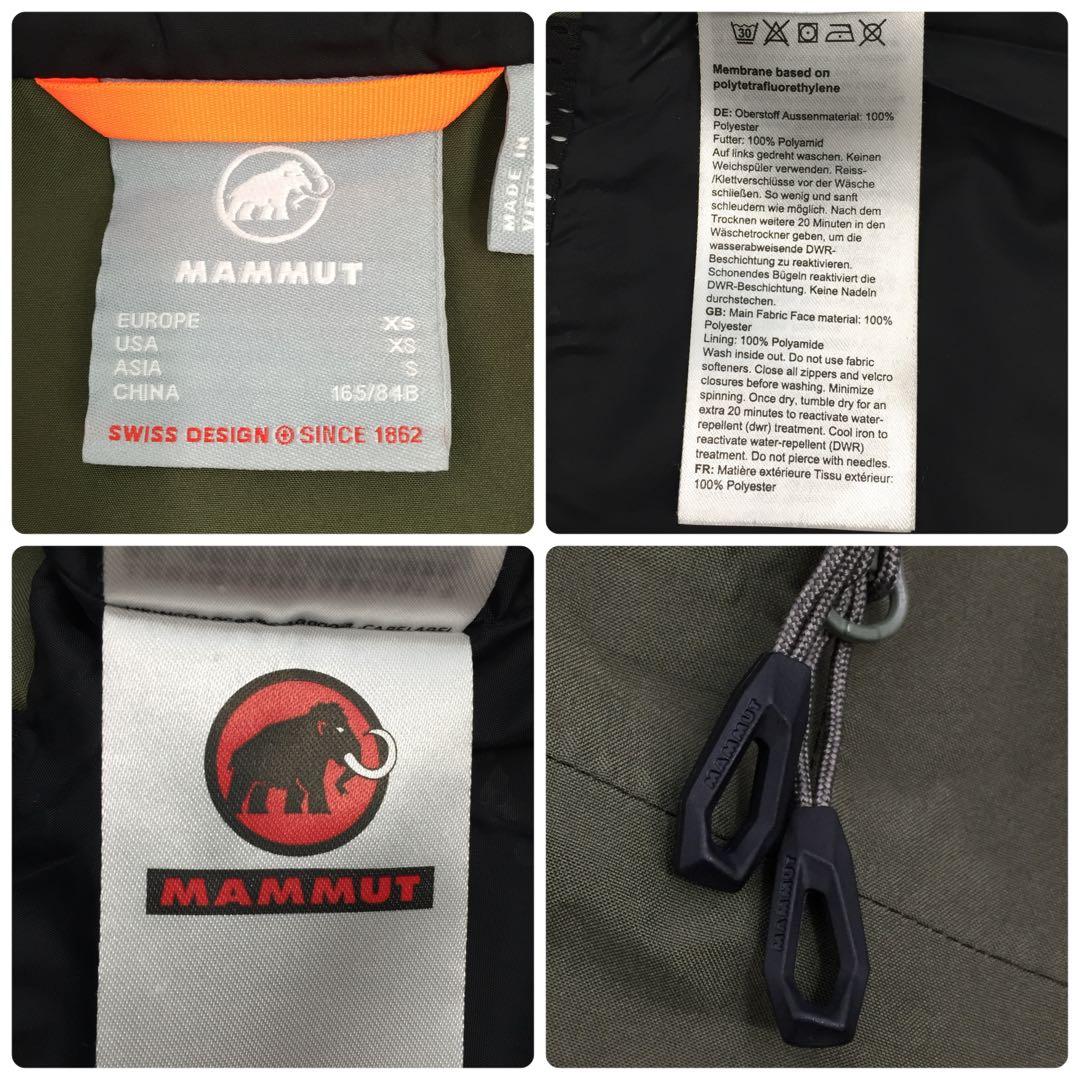 MAMMUT
EUROPE XS
USA XS
ASIA S
CHINA 165/84B
SWISS DESIGN SINCE 1862
MADE IN
30
Membrane based on
polytetrafluorethylene
DE: Oberstoff Aussenmaterial: 100%
Polyester
Futter: 100% Polyamid
Auf links gedreht waschen. Keinen
Weichspüler verwenden. Reiss-
/Klettverschlüsse vor der Wäsche
schließen. So wenig und sanft
schleudern wie möglich. Nach dem
Trocknen weitere 20 Minuten in den
Wäschetrockner geben, um die
wasserabweisende DWR-
Beschichtung zu reaktivieren.
Schonendes Bügeln reaktiviert die
DWR-Beschichtung. Keine Nadeln
durchstechen.
GB: Main Fabric Face material: 100%
Polyester
Lining: 100% Polyamide
Wash inside out. Do not use fabric
softeners. Close all zippers and velcro
closures before washing. Minimize
spinning. Once dry, tumble dry for an
extra 20 minutes to reactivate water-
repellent (dwr) treatment. Cool iron to
reactivate water-repellent (DWR)
treatment. Do not pierce with needles.
FR: Matière extérieure Tissu extérieur:
100% Polyester
MAMMUT
MAMMUT
MAMMUT